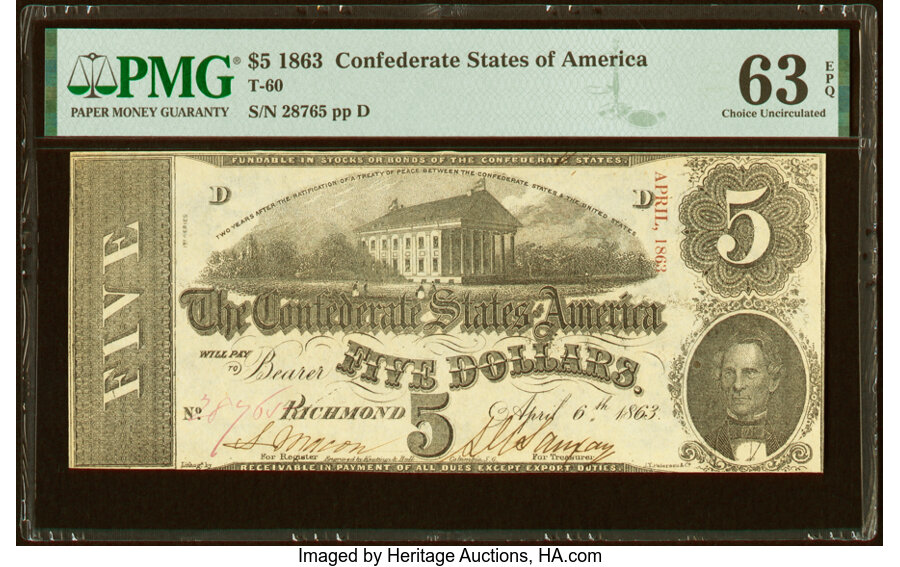 PMG®
PAPER MONEY GUARANTY
$5 1863 Confederate States of America
T-60
S/N 28765 pp D
63
EPQ
Choice Uncirculated
FUNDABLE IN STOCKS OR BONDS OF THE CONFEDERATE STATES.
TWO YEARS AFTER THE RATIFICATION OF A TREATY OF PEACE BETWEEN THE CONFEDERATE STATES & THE UNITED STATES
D
D
APRIL, 1863
5
FIVE
The Confederate States of America
WILL PAY
TO Bearer
FIVE DOLLARS.
No 28765
RICHMOND
5
April 6th 1863.
For Register
For Treasurer
RECEIVABLE IN PAYMENT OF ALL DUES EXCEPT EXPORT DUTIES.
Imaged by Heritage Auctions, HA.com